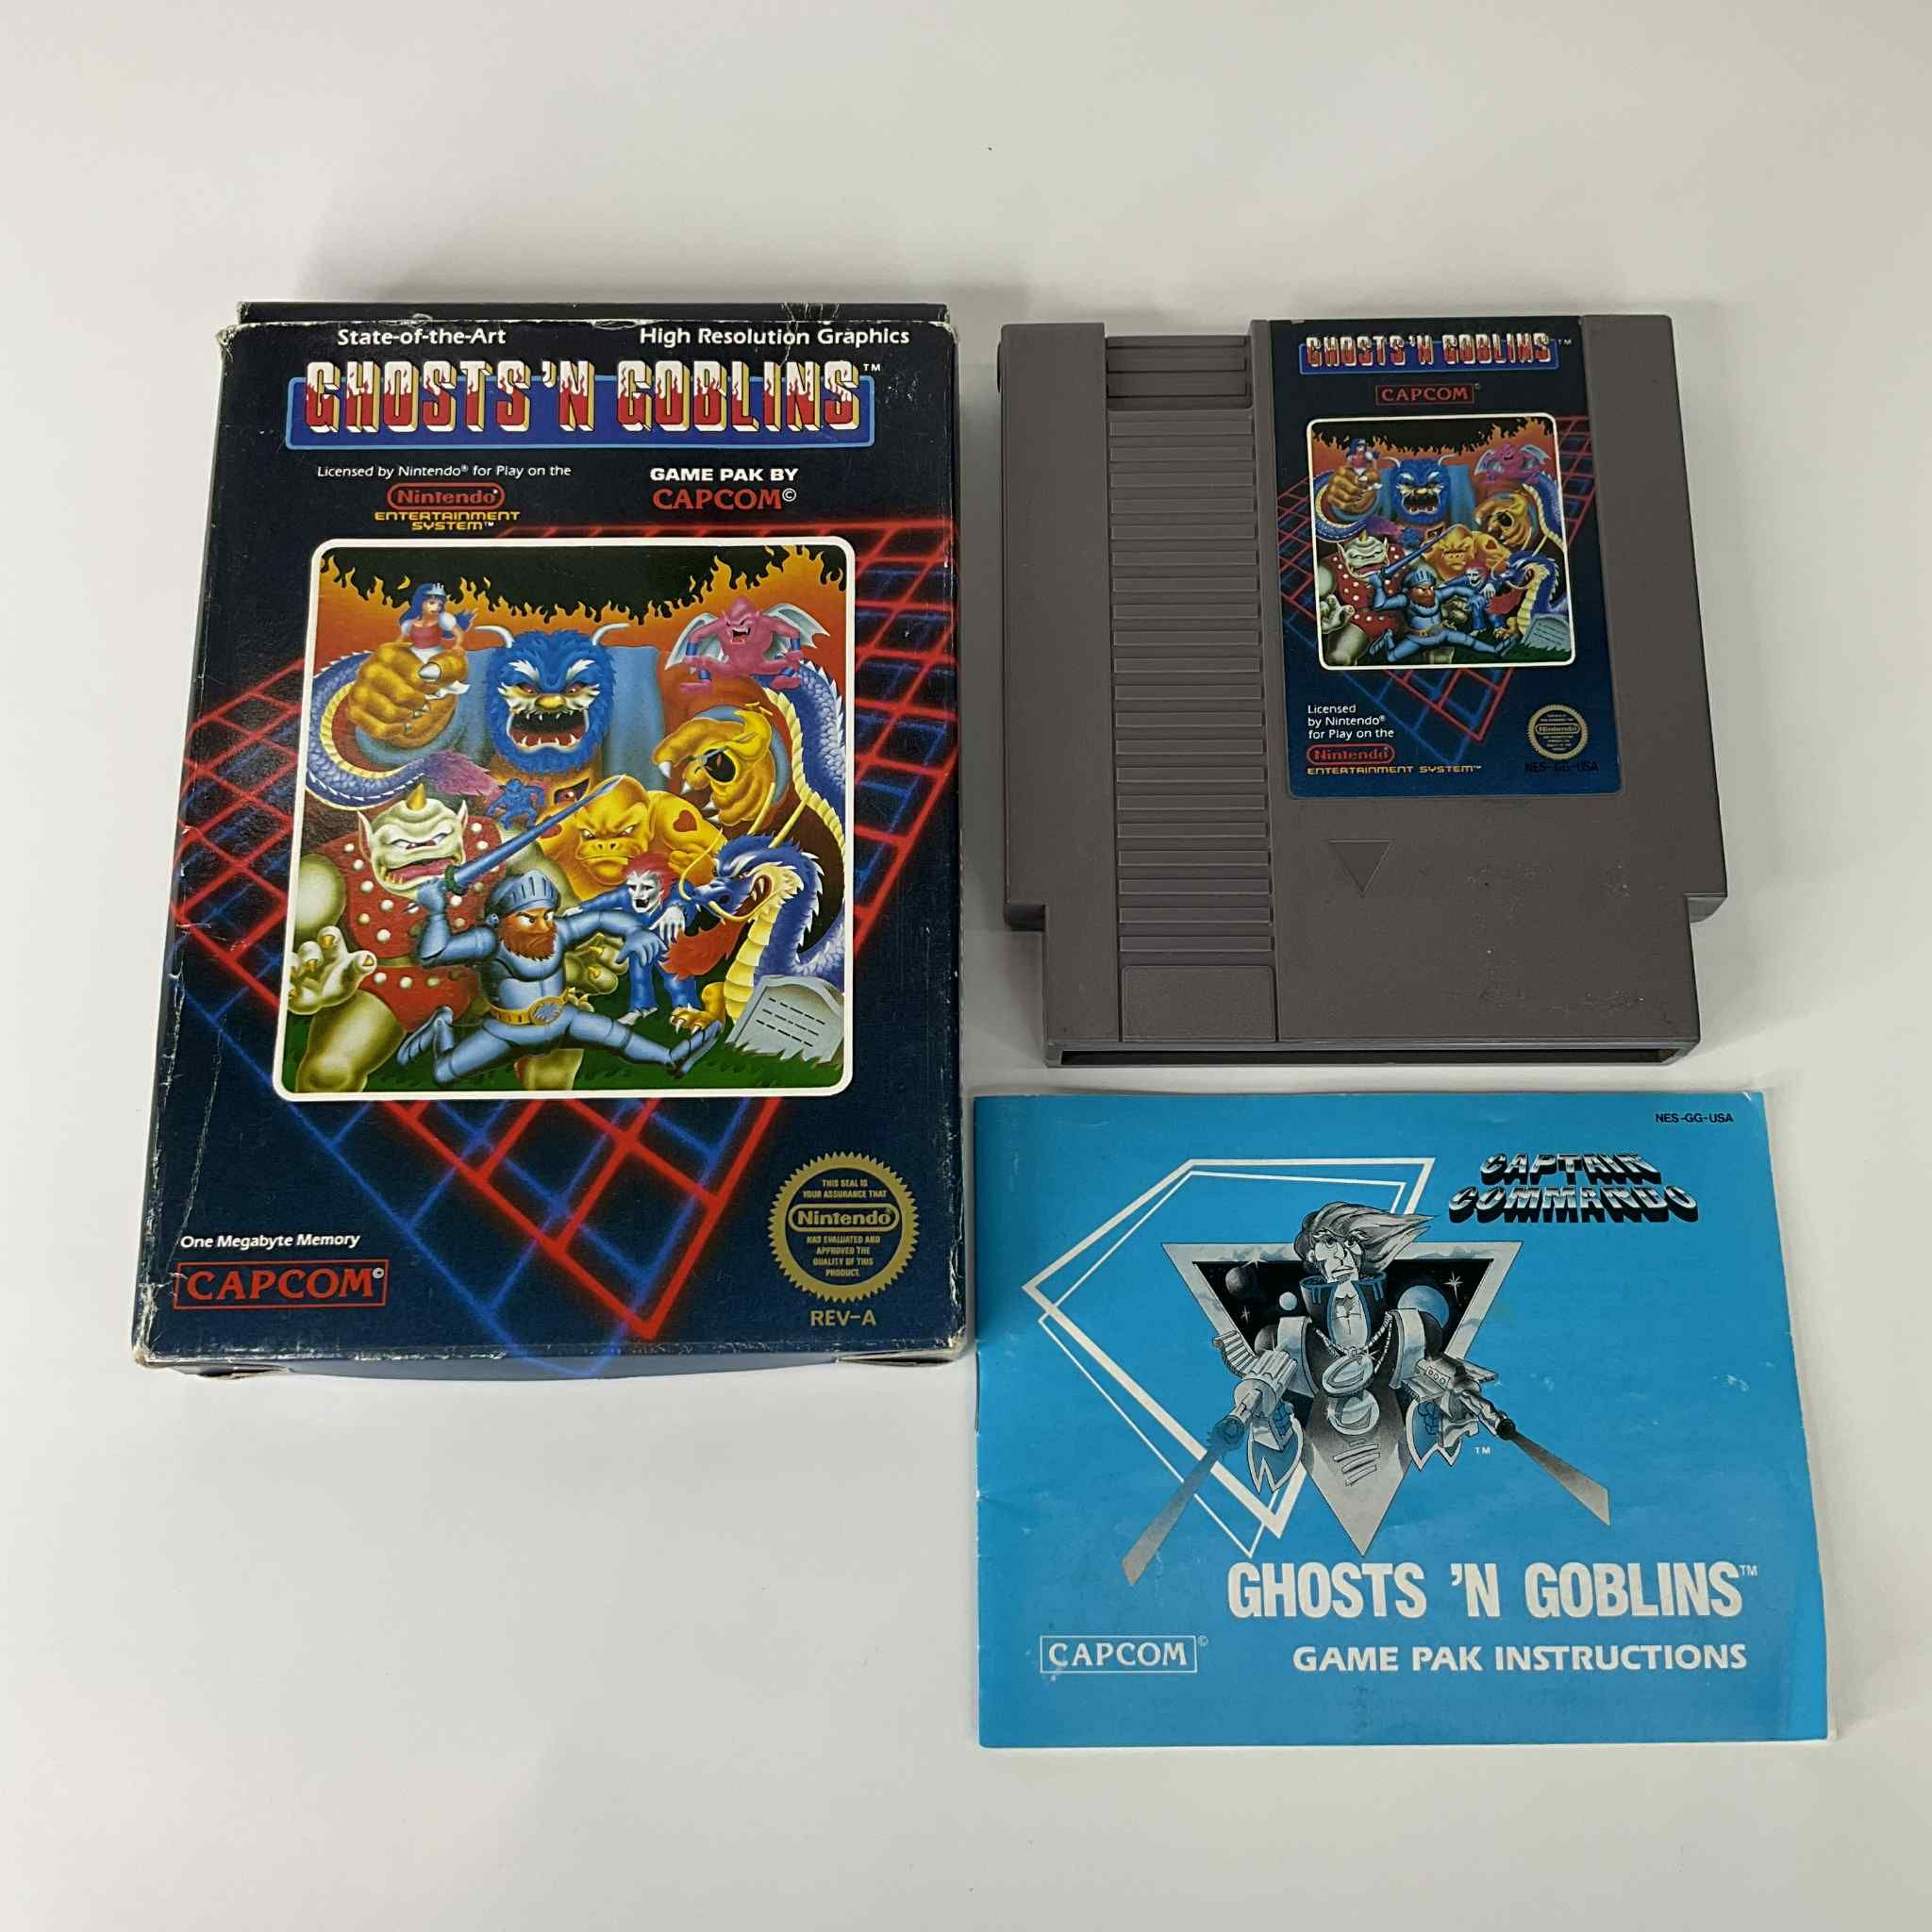 State-of-the-Art High Resolution Graphics
GHOSTS 'N GOBLINS™
Licensed by Nintendo® for Play on the
Nintendo®
ENTERTAINMENT
SYSTEM™
GAME PAK BY
CAPCOM©
One Megabyte Memory
CAPCOM©
THIS SEAL IS
YOUR ASSURANCE THAT
Nintendo®
HAS EVALUATED AND
APPROVED THE
QUALITY OF THIS
PRODUCT.
REV-A
GHOSTS 'N GOBLINS™
CAPCOM©
Licensed
by Nintendo®
for Play on the
Nintendo®
ENTERTAINMENT SYSTEM™
Nintendo
NES-GG-USA
NES-GG-USA
CAPTAIN
COMMANDO
™
GHOSTS 'N GOBLINS™
CAPCOM©
GAME PAK INSTRUCTIONS